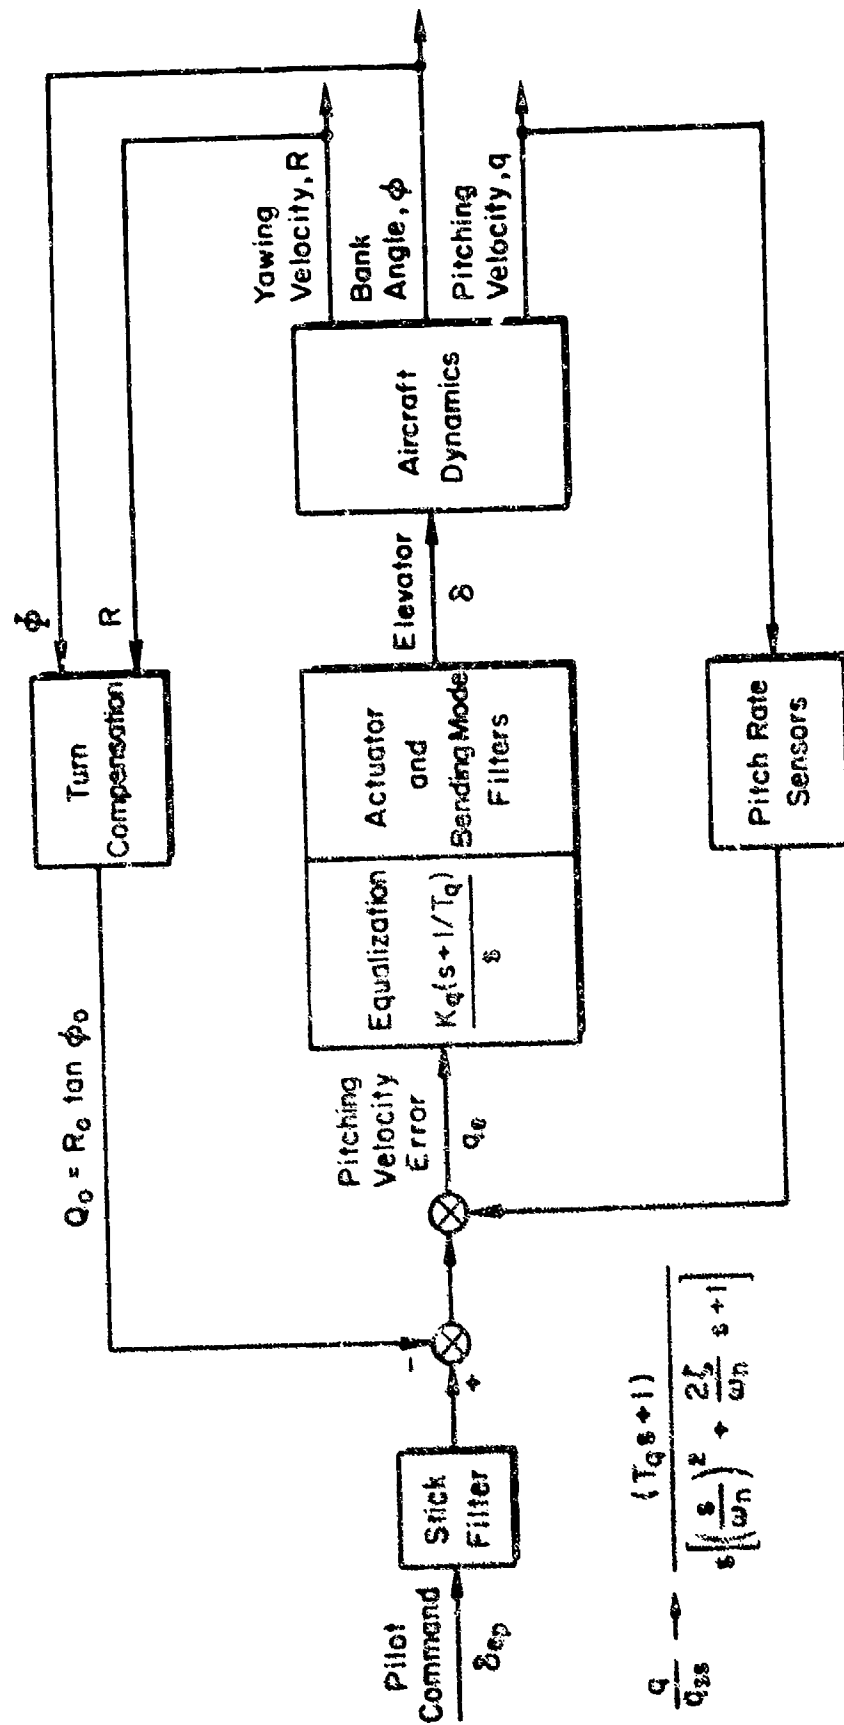 Φ
R
Turn
Compensation
Q₀ = R₀ tan ϕ₀
Yawing
Velocity, R
Bank
Angle, ϕ
Pitching
Velocity, q
Aircraft
Dynamics
Elevator
δ
Actuator
and
Bending Mode
Filters
Equalization
K_q(s+1/T_q)
s
Pitching
Velocity
Error
q_e
-
+
Stick
Filter
Pilot
Command
δ_ep
Pitch Rate
Sensors
(T_q s+1)
s[(s/ω_n)² + 2ζ/ω_n s+1]